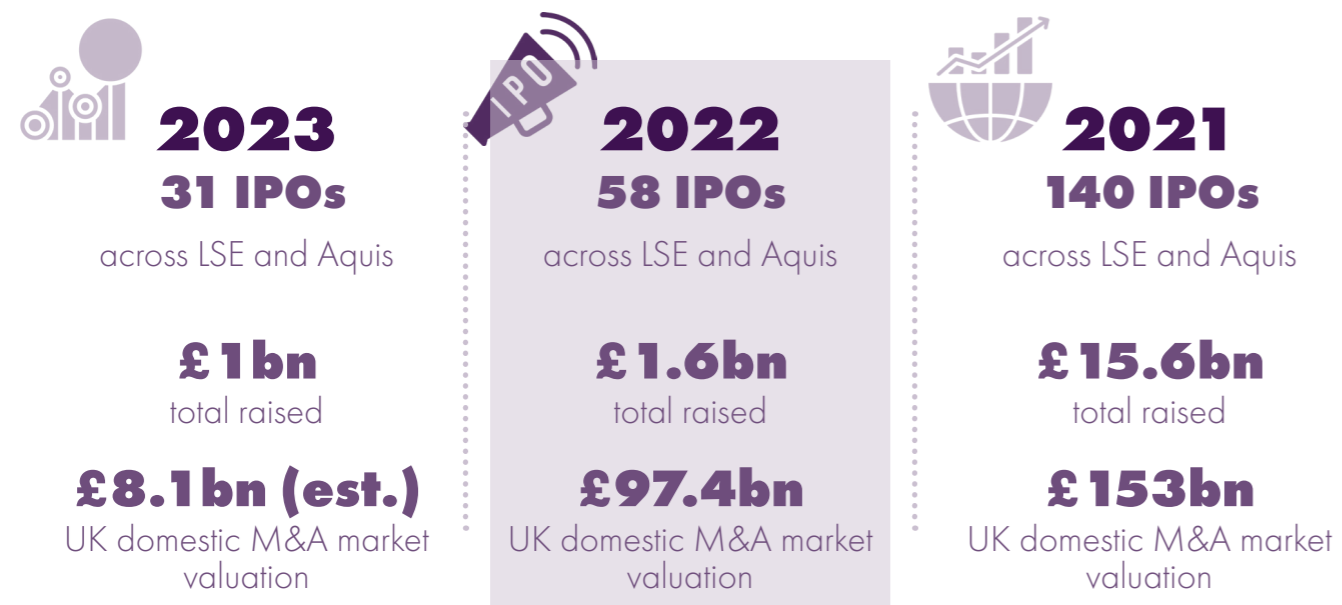 2023
31 IPOs
across LSE and Aquis
£1bn
total raised
£8.1bn (est.)
UK domestic M&A market
valuation
IPO
2022
58 IPOs
across LSE and Aquis
£1.6bn
total raised
£97.4bn
UK domestic M&A market
valuation
2021
140 IPOs
across LSE and Aquis
£15.6bn
total raised
£153bn
UK domestic M&A market
valuation